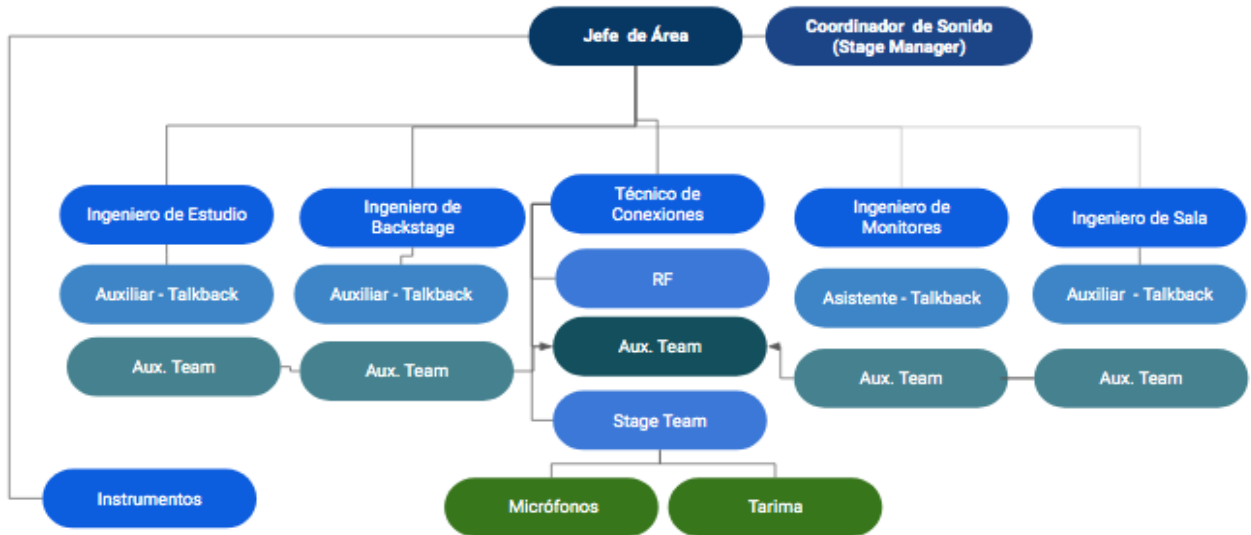 Jefe de Área
Coordinador de Sonido
(Stage Manager)
Ingeniero de Estudio
Ingeniero de
Backstage
Técnico de
Conexiones
Ingeniero de
Monitores
Ingeniero de Sala
Auxiliar - Talkback
Auxiliar - Talkback
RF
Asistente - Talkback
Auxiliar - Talkback
Aux. Team
Aux. Team
Aux. Team
Aux. Team
Aux. Team
Stage Team
Instrumentos
Micrófonos
Tarima